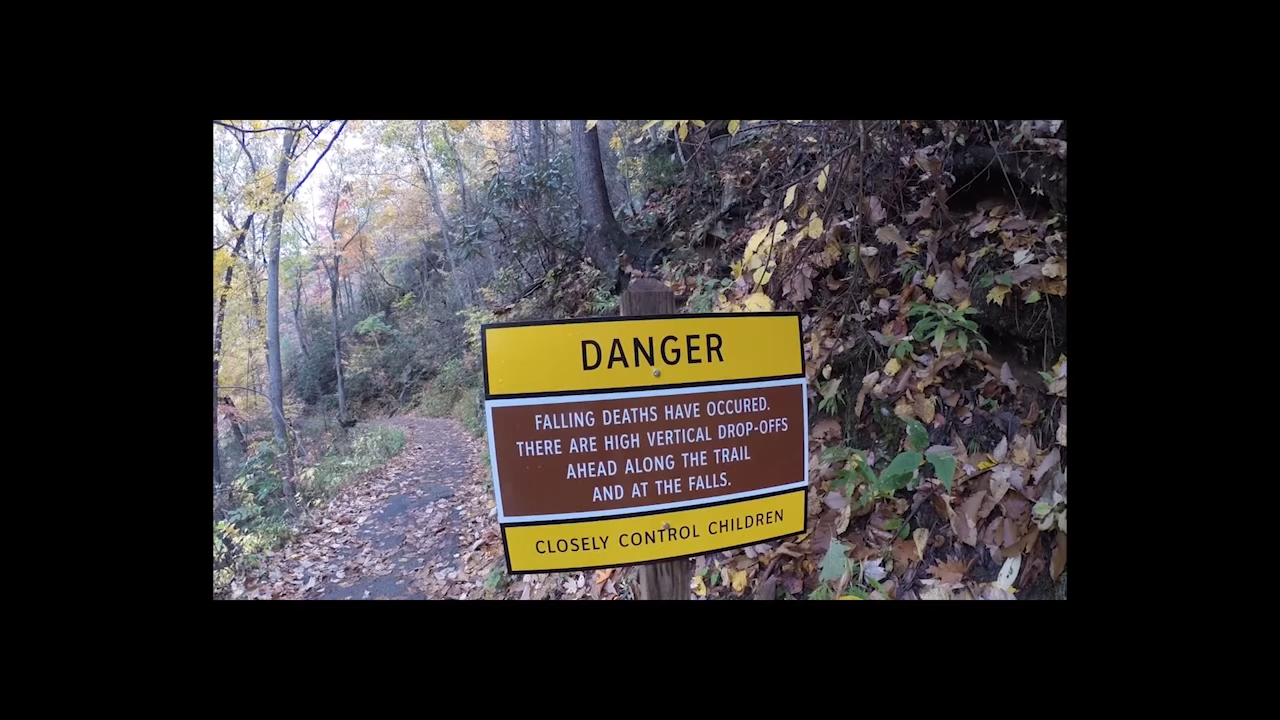 DANGER
FALLING DEATHS HAVE OCCURED.
THERE ARE HIGH VERTICAL DROP-OFFS
AHEAD ALONG THE TRAIL
AND AT THE FALLS.
CLOSELY CONTROL CHILDREN